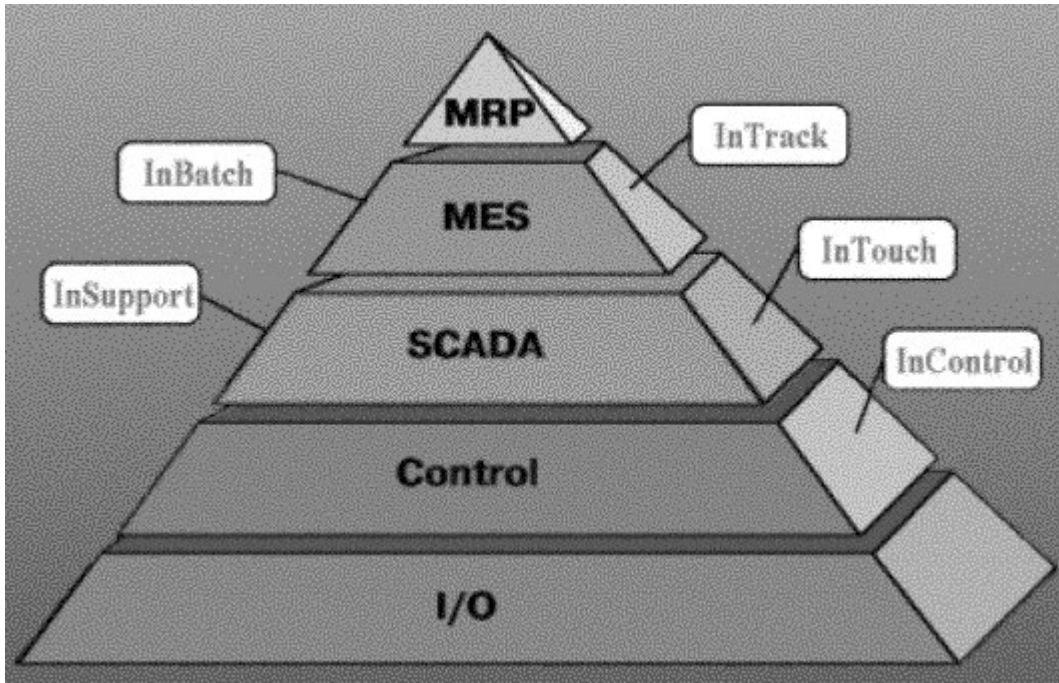 MRP
InTrack
InBatch
MES
InTouch
InSupport
SCADA
InControl
Control
I/O